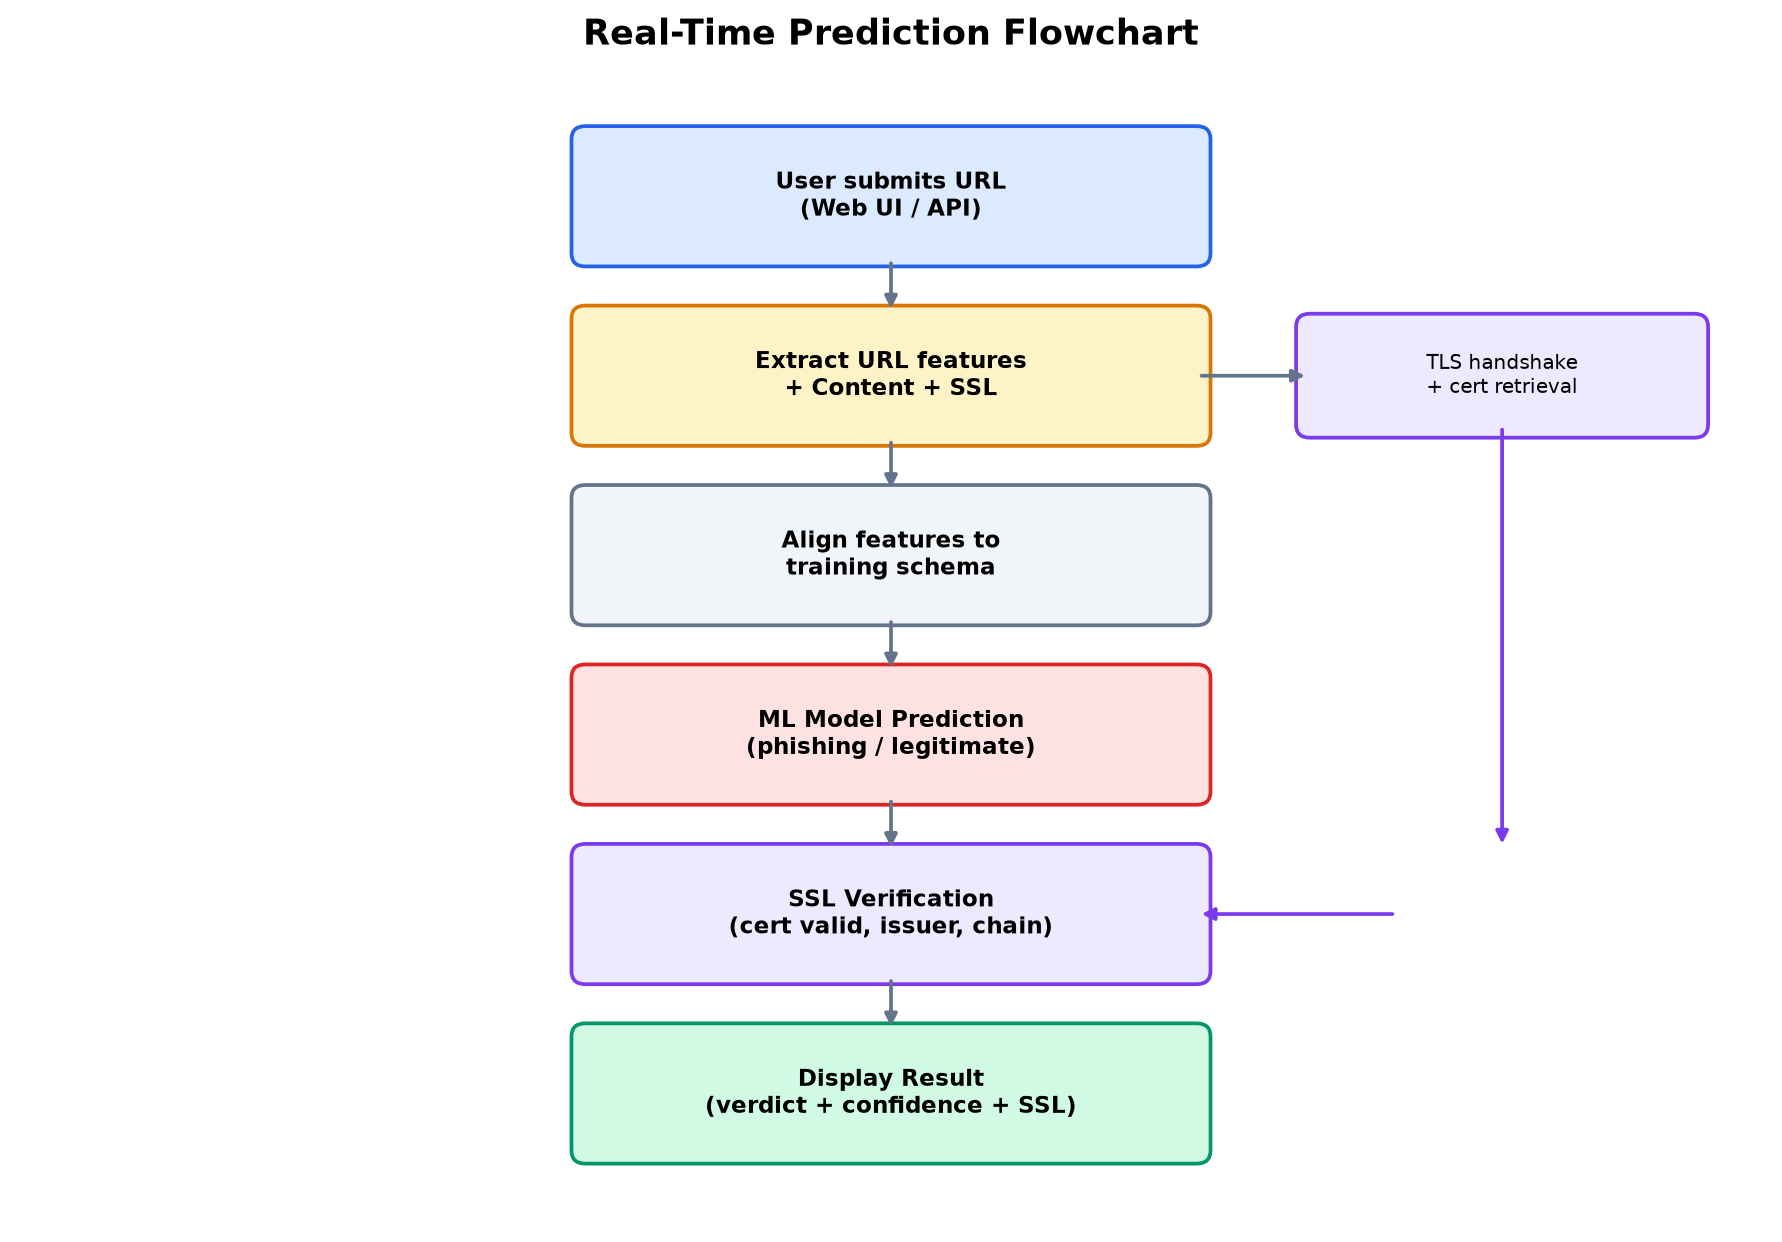 Real-Time Prediction Flowchart
User submits URL
(Web UI / API)
Extract URL features
+ Content + SSL
TLS handshake
+ cert retrieval
Align features to
training schema
ML Model Prediction
(phishing / legitimate)
SSL Verification
(cert valid, issuer, chain)
Display Result
(verdict + confidence + SSL)